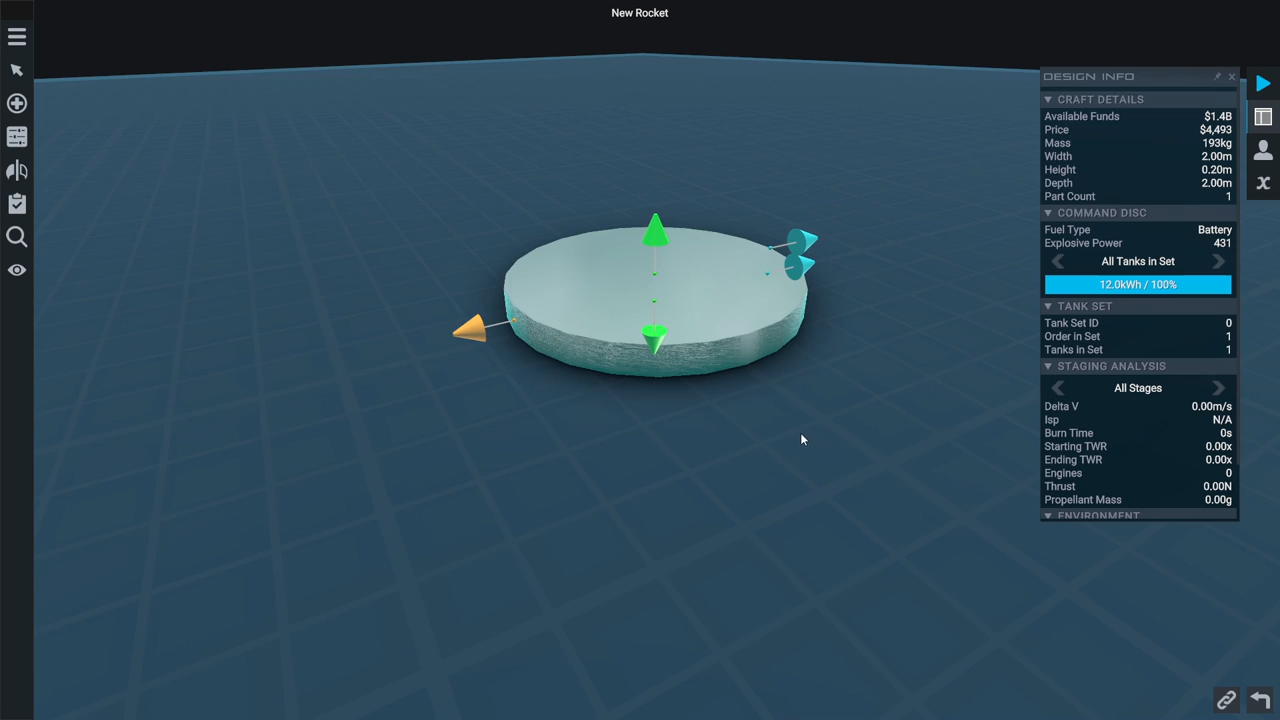 New Rocket
DESIGN INFO
CRAFT DETAILS
Available Funds $1.4B
Price $4,493
Mass 193kg
Width 2.00m
Height 0.20m
Depth 2.00m
Part Count 1
COMMAND DISC
Fuel Type Battery
Explosive Power 431
All Tanks in Set
12.0kWh / 100%
TANK SET
Tank Set ID 0
Order in Set 1
Tanks in Set 1
STAGING ANALYSIS
All Stages
Delta V 0.00m/s
Isp N/A
Burn Time 0s
Starting TWR 0.00x
Ending TWR 0.00x
Engines 0
Thrust 0.00N
Propellant Mass 0.00g
ENVIRONMENT